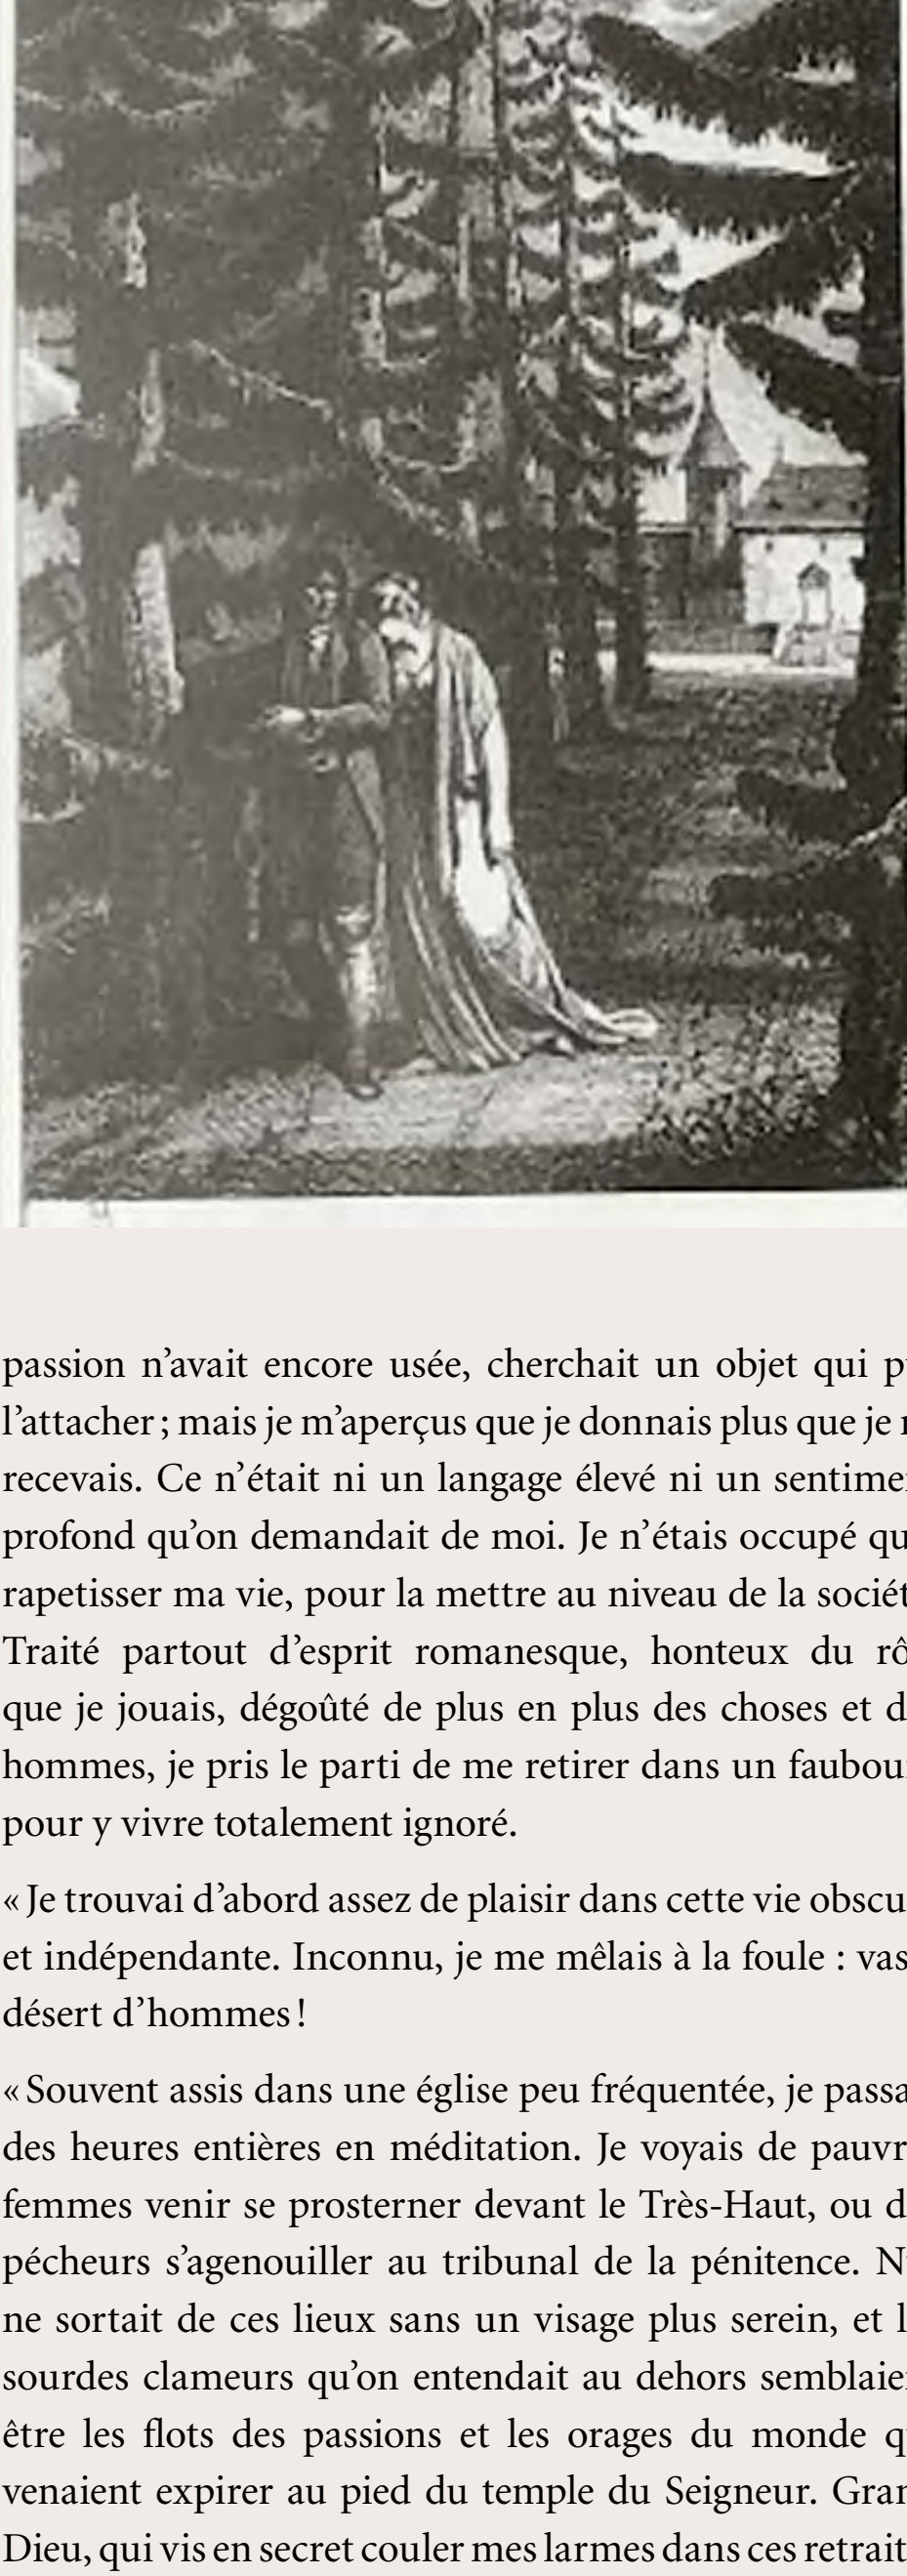 passion n’avait encore usée, cherchait un objet qui p
l’attacher ; mais je m’aperçus que je donnais plus que je
recevais. Ce n’était ni un langage élevé ni un sentime
profond qu’on demandait de moi. Je n’étais occupé qu
rapetisser ma vie, pour la mettre au niveau de la sociét
Traité partout d’esprit romanesque, honteux du rô
que je jouais, dégoûté de plus en plus des choses et d
hommes, je pris le parti de me retirer dans un faubou
pour y vivre totalement ignoré.
« Je trouvai d’abord assez de plaisir dans cette vie obscu
et indépendante. Inconnu, je me mêlais à la foule : vas
désert d’hommes !
« Souvent assis dans une église peu fréquentée, je passa
des heures entières en méditation. Je voyais de pauvr
femmes venir se prosterner devant le Très-Haut, ou d
pécheurs s’agenouiller au tribunal de la pénitence. N
ne sortait de ces lieux sans un visage plus serein, et l
sourdes clameurs qu’on entendait au dehors semblaie
être les flots des passions et les orages du monde q
venaient expirer au pied du temple du Seigneur. Gran
Dieu, qui vis en secret couler mes larmes dans ces retrait